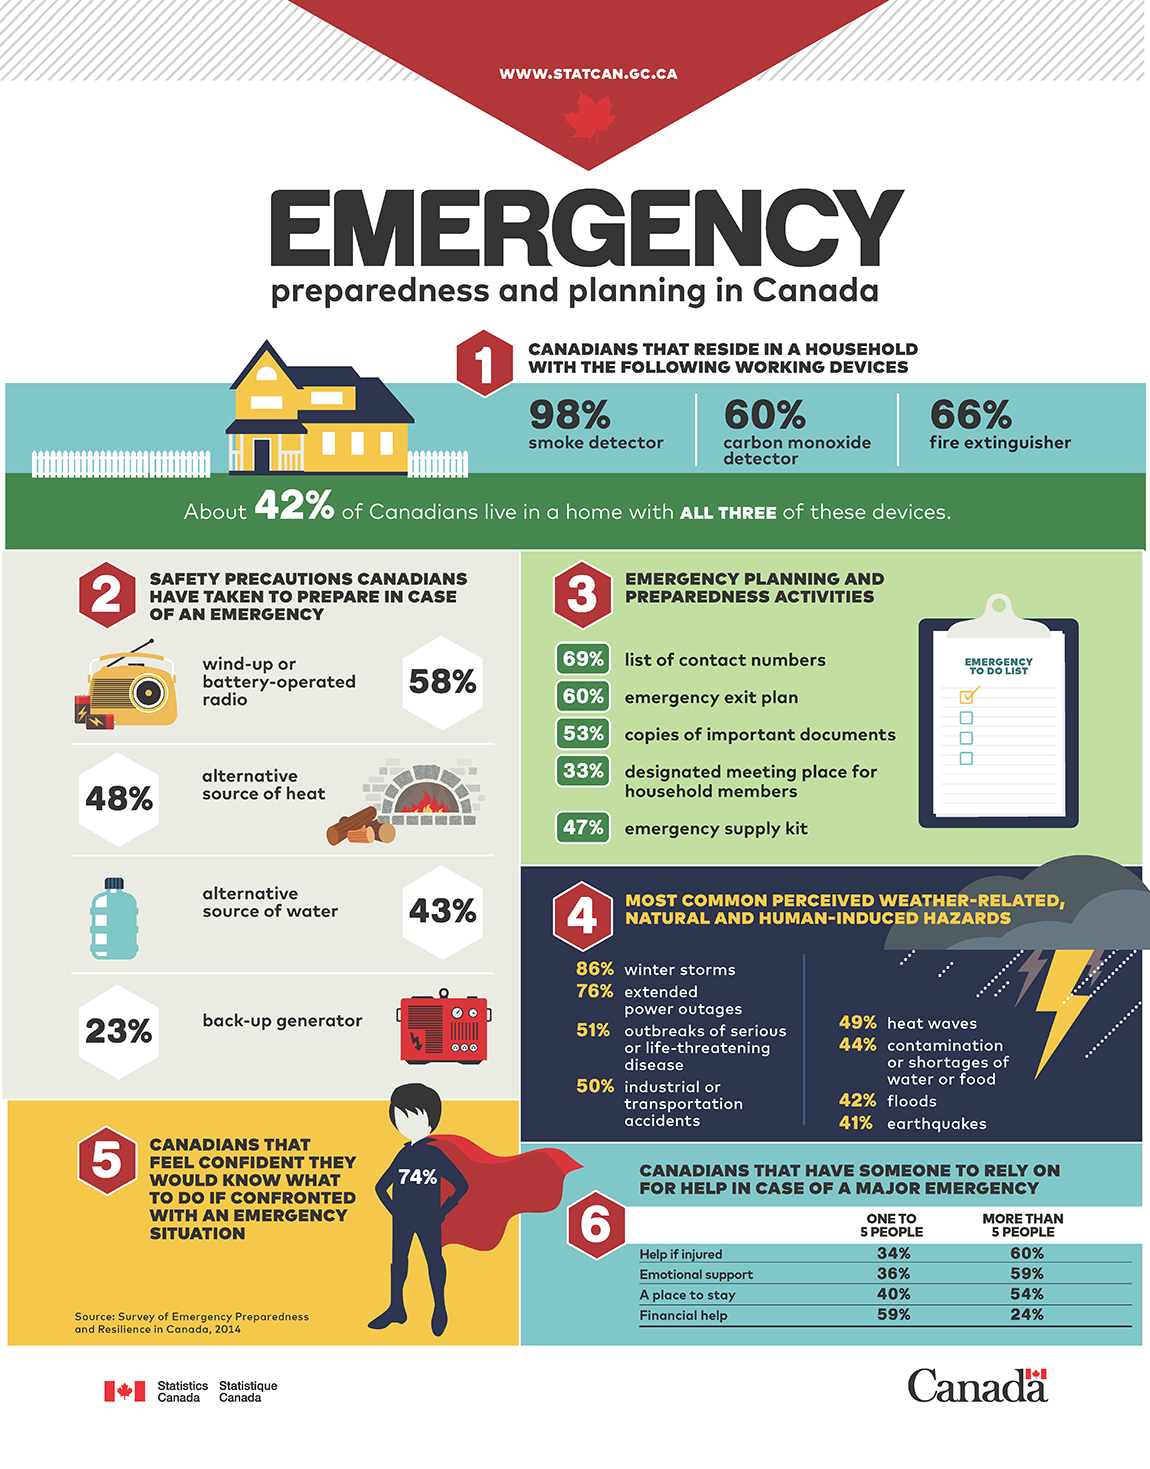 WWW.STATCAN.GC.CA
EMERGENCY
preparedness and planning in Canada
1
CANADIANS THAT RESIDE IN A HOUSEHOLD
WITH THE FOLLOWING WORKING DEVICES
98%
smoke detector
60%
carbon monoxide
detector
66%
fire extinguisher
About 42% of Canadians live in a home with ALL THREE of these devices.
2
SAFETY PRECAUTIONS CANADIANS
HAVE TAKEN TO PREPARE IN CASE
OF AN EMERGENCY
wind-up or
battery-operated
radio
58%
48%
alternative
source of heat
alternative
source of water
43%
23%
back-up generator
3
EMERGENCY PLANNING AND
PREPAREDNESS ACTIVITIES
69% list of contact numbers
60% emergency exit plan
53% copies of important documents
33% designated meeting place for
household members
47% emergency supply kit
EMERGENCY
TO DO LIST
4
MOST COMMON PERCEIVED WEATHER-RELATED,
NATURAL AND HUMAN-INDUCED HAZARDS
86% winter storms
76% extended
power outages
51% outbreaks of serious
or life-threatening
disease
50% industrial or
transportation
accidents
49% heat waves
44% contamination
or shortages of
water or food
42% floods
41% earthquakes
5
CANADIANS THAT
FEEL CONFIDENT THEY
WOULD KNOW WHAT
TO DO IF CONFRONTED
WITH AN EMERGENCY
SITUATION
74%
Source: Survey of Emergency Preparedness
and Resilience in Canada, 2014
6
CANADIANS THAT HAVE SOMEONE TO RELY ON
FOR HELP IN CASE OF A MAJOR EMERGENCY
ONE TO
5 PEOPLE
MORE THAN
5 PEOPLE
Help if injured 34% 60%
Emotional support 36% 59%
A place to stay 40% 54%
Financial help 59% 24%
Statistics
Canada
Statistique
Canada
Canada